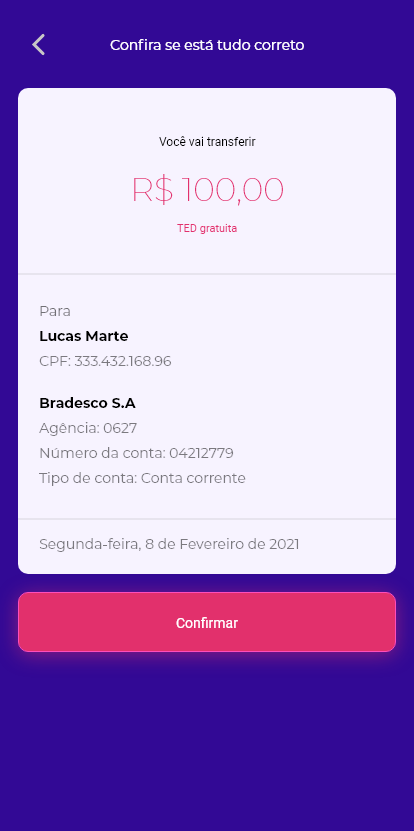 Confira se está tudo correto
Você vai transferir
R$ 100,00
TED gratuita
Para
Lucas Marte
CPF: 333.432.168.96
Bradesco S.A
Agência: 0627
Número da conta: 04212779
Tipo de conta: Conta corrente
Segunda-feira, 8 de Fevereiro de 2021
Confirmar